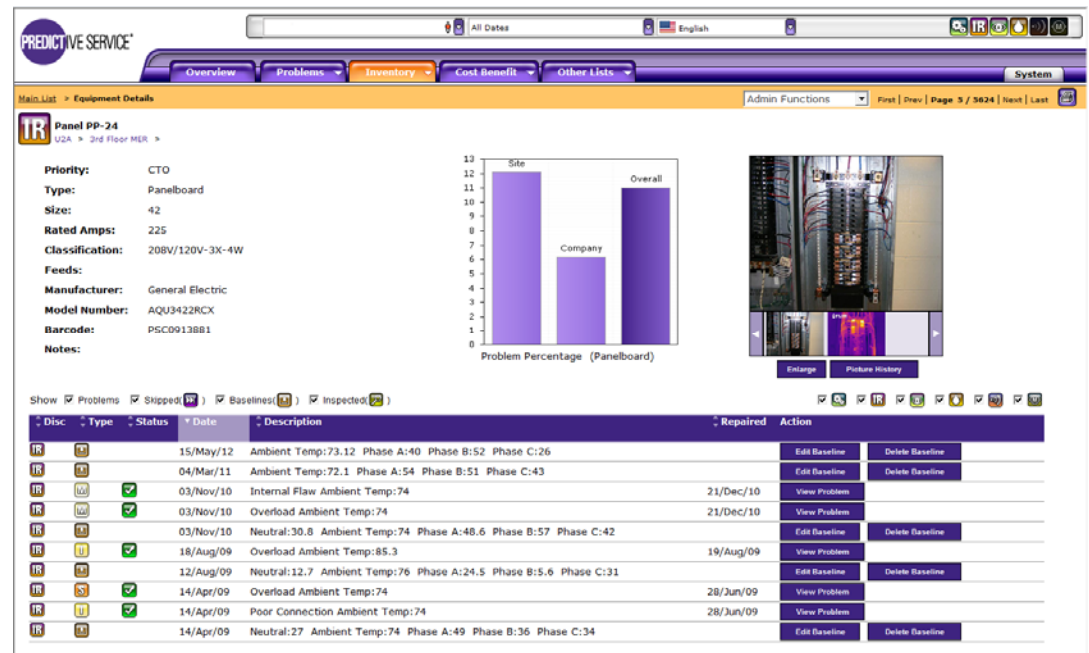 PREDICTIVE SERVICE
All Dates
English
Overview
Problems
Inventory
Cost Benefit
Other Lists
System
Main List > Equipment Details
Admin Functions
First | Prev | Page 5 / 5624 | Next | Last
IR
Panel PP-24
U2A > 3rd Floor MER >
Priority: CTO
Type: Panelboard
Size: 42
Rated Amps: 225
Classification: 208V/120V-3X-4W
Feeds:
Manufacturer: General Electric
Model Number: AQU3422RCX
Barcode: PSC0913881
Notes:
13
12
11
10
9
8
7
6
5
4
3
2
1
0
Site
Company
Overall
Problem Percentage (Panelboard)
Enlarge
Picture History
Show Problems Skipped( ) Baselines( ) Inspected( )
Disc Type Status Date Description Repaired Action
IR 15/May/12 Ambient Temp:73.12 Phase A:40 Phase B:52 Phase C:26 Edit Baseline Delete Baseline
IR 04/Mar/11 Ambient Temp:72.1 Phase A:54 Phase B:51 Phase C:43 Edit Baseline Delete Baseline
IR 03/Nov/10 Internal Flaw Ambient Temp:74 21/Dec/10 View Problem
IR 03/Nov/10 Overload Ambient Temp:74 21/Dec/10 View Problem
IR 03/Nov/10 Neutral:30.8 Ambient Temp:74 Phase A:48.6 Phase B:57 Phase C:42 Edit Baseline Delete Baseline
IR U 18/Aug/09 Overload Ambient Temp:85.3 19/Aug/09 View Problem
IR 12/Aug/09 Neutral:12.7 Ambient Temp:76 Phase A:24.5 Phase B:5.6 Phase C:31 Edit Baseline Delete Baseline
IR S 14/Apr/09 Overload Ambient Temp:74 28/Jun/09 View Problem
IR U 14/Apr/09 Poor Connection Ambient Temp:74 28/Jun/09 View Problem
IR 14/Apr/09 Neutral:27 Ambient Temp:74 Phase A:49 Phase B:36 Phase C:34 Edit Baseline Delete Baseline